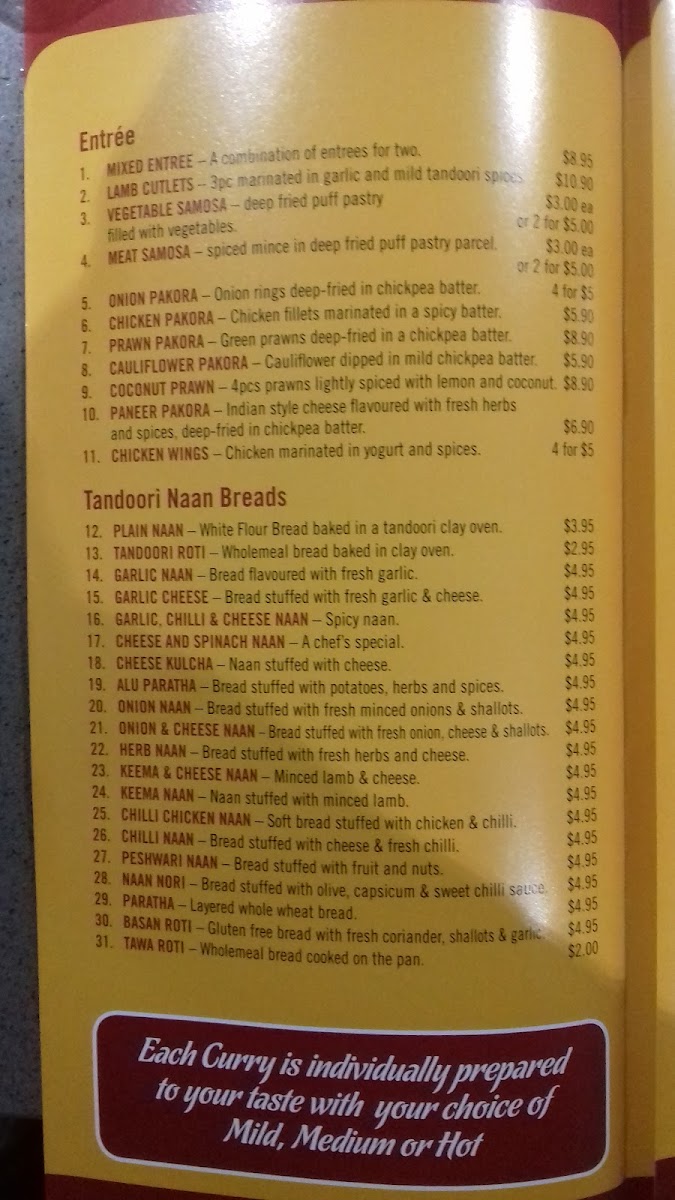 Entrée
1. MIXED ENTREE – A combination of entrees for two. $8.95
2. LAMB CUTLETS – 3pc marinated in garlic and mild tandoori spices. $10.90
3. VEGETABLE SAMOSA – deep fried puff pastry $3.00 ea
filled with vegetables. or 2 for $5.00
4. MEAT SAMOSA – spiced mince in deep fried puff pastry parcel. $3.00 ea
or 2 for $5.00
5. ONION PAKORA – Onion rings deep-fried in chickpea batter. 4 for $5
6. CHICKEN PAKORA – Chicken fillets marinated in a spicy batter. $5.90
7. PRAWN PAKORA – Green prawns deep-fried in a chickpea batter. $8.90
8. CAULIFLOWER PAKORA – Cauliflower dipped in mild chickpea batter. $5.90
9. COCONUT PRAWN – 4pcs prawns lightly spiced with lemon and coconut. $8.90
10. PANEER PAKORA – Indian style cheese flavoured with fresh herbs
and spices, deep-fried in chickpea batter. $6.90
11. CHICKEN WINGS – Chicken marinated in yogurt and spices. 4 for $5
Tandoori Naan Breads
12. PLAIN NAAN – White Flour Bread baked in a tandoori clay oven. $3.95
13. TANDOORI ROTI – Wholemeal bread baked in clay oven. $2.95
14. GARLIC NAAN – Bread flavoured with fresh garlic. $4.95
15. GARLIC CHEESE – Bread stuffed with fresh garlic & cheese. $4.95
16. GARLIC, CHILLI & CHEESE NAAN – Spicy naan. $4.95
17. CHEESE AND SPINACH NAAN – A chef's special. $4.95
18. CHEESE KULCHA – Naan stuffed with cheese. $4.95
19. ALU PARATHA – Bread stuffed with potatoes, herbs and spices. $4.95
20. ONION NAAN – Bread stuffed with fresh minced onions & shallots. $4.95
21. ONION & CHEESE NAAN – Bread stuffed with fresh onion, cheese & shallots. $4.95
22. HERB NAAN – Bread stuffed with fresh herbs and cheese. $4.95
23. KEEMA & CHEESE NAAN – Minced lamb & cheese. $4.95
24. KEEMA NAAN – Naan stuffed with minced lamb. $4.95
25. CHILLI CHICKEN NAAN – Soft bread stuffed with chicken & chilli. $4.95
26. CHILLI NAAN – Bread stuffed with cheese & fresh chilli. $4.95
27. PESHWARI NAAN – Bread stuffed with fruit and nuts. $4.95
28. NAAN NORI – Bread stuffed with olive, capsicum & sweet chilli sauce. $4.95
29. PARATHA – Layered whole wheat bread. $4.95
30. BASAN ROTI – Gluten free bread with fresh coriander, shallots & garlic. $4.95
31. TAWA ROTI – Wholemeal bread cooked on the pan. $2.00
Each Curry is individually prepared
to your taste with your choice of
Mild, Medium or Hot